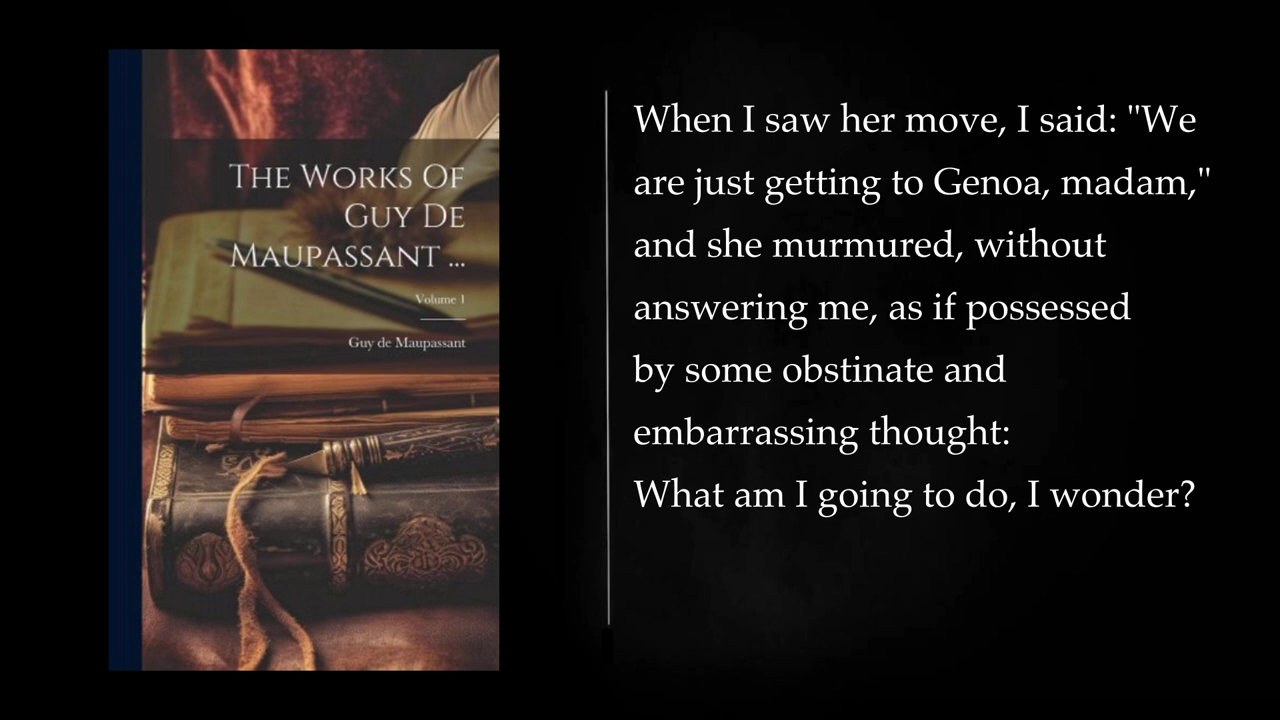 The Works Of
Guy De
Maupassant ...
Volume 1
Guy de Maupassant
When I saw her move, I said: "We
are just getting to Genoa, madam,"
and she murmured, without
answering me, as if possessed
by some obstinate and
embarrassing thought:
What am I going to do, I wonder?